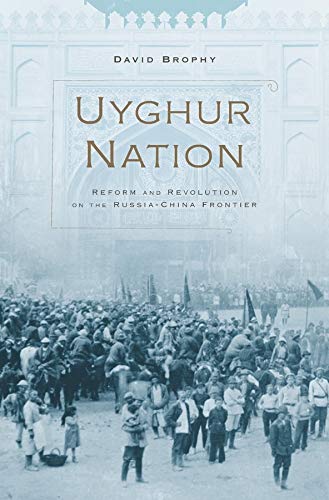 DAVID BROPHY
UYGHUR
NATION
REFORM AND REVOLUTION
ON THE RUSSIA-CHINA FRONTIER